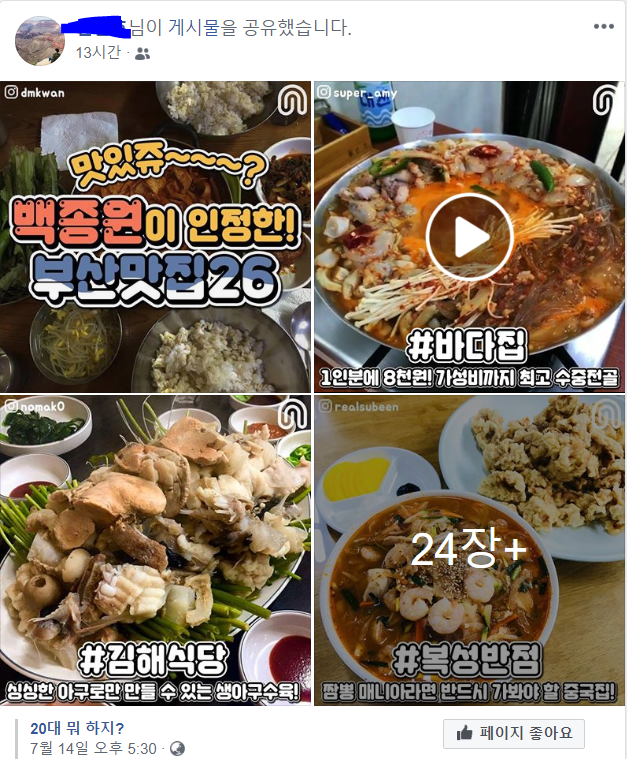 님이 게시물을 공유했습니다.
13시간 ·
dmkwan
맛있쥬~~~~?
백종원이 인정한!
부산맛집26
super_amy
#바다집
1인분에 8천원! 가성비까지 최고 수중전골
nomak0
#김해식당
싱싱한 아구로만 만들 수 있는 생아구수육!
realsubeen
24장+
#복성반점
짬뽕 매니아라면 반드시 가봐야 할 중국집!
20대 뭐 하지?
7월 14일 오후 5:30 ·
페이지 좋아요